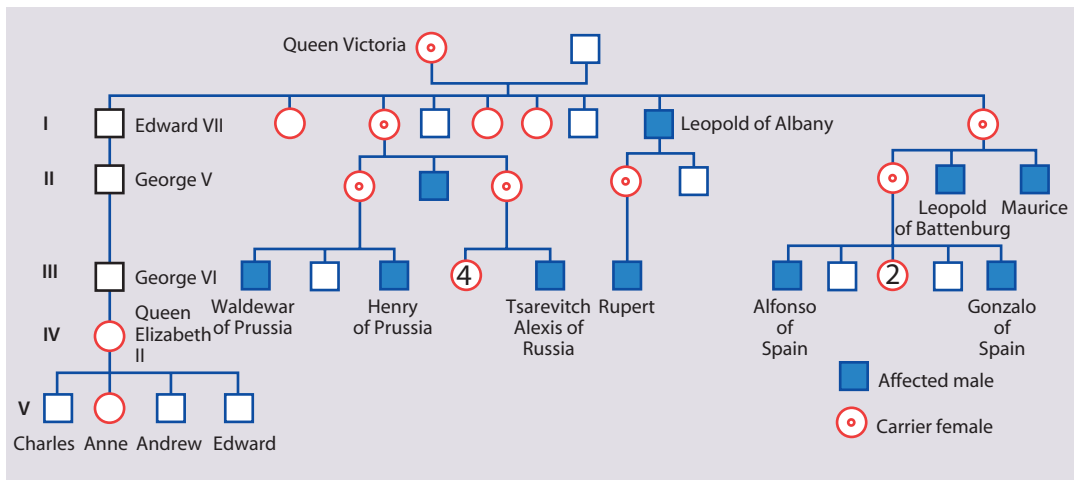 Queen Victoria
I
Edward VII
Leopold of Albany
II
George V
Leopold
of Battenburg
Maurice
III
George VI
4
2
Waldewar
of Prussia
Henry
of Prussia
Tsarevitch
Alexis of
Russia
Rupert
Alfonso
of
Spain
Gonzalo
of
Spain
IV
Queen
Elizabeth
II
Affected male
V
Carrier female
Charles
Anne
Andrew
Edward